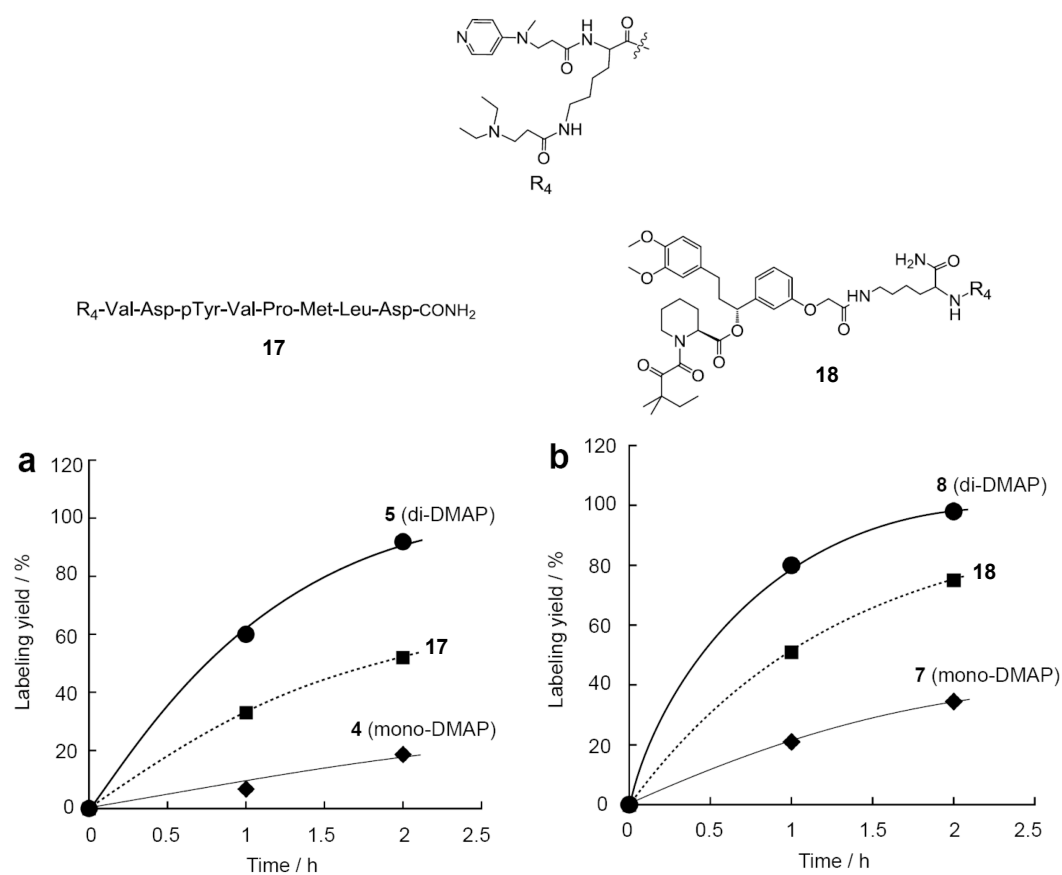 N
N
H
N
O
O
N
N
H
O
R4
R4-Val-Asp-pTyr-Val-Pro-Met-Leu-Asp-CONH2
17
O
O
H2N
O
H
N
O
O
N
H
R4
O
N
O
O
O
18
a
Labeling yield / %
120
100
80
60
40
20
0
5 (di-DMAP)
17
4 (mono-DMAP)
0 0.5 1 1.5 2 2.5
Time / h
b
Labeling yield / %
120
100
80
60
40
20
0
8 (di-DMAP)
18
7 (mono-DMAP)
0 0.5 1 1.5 2 2.5
Time / h